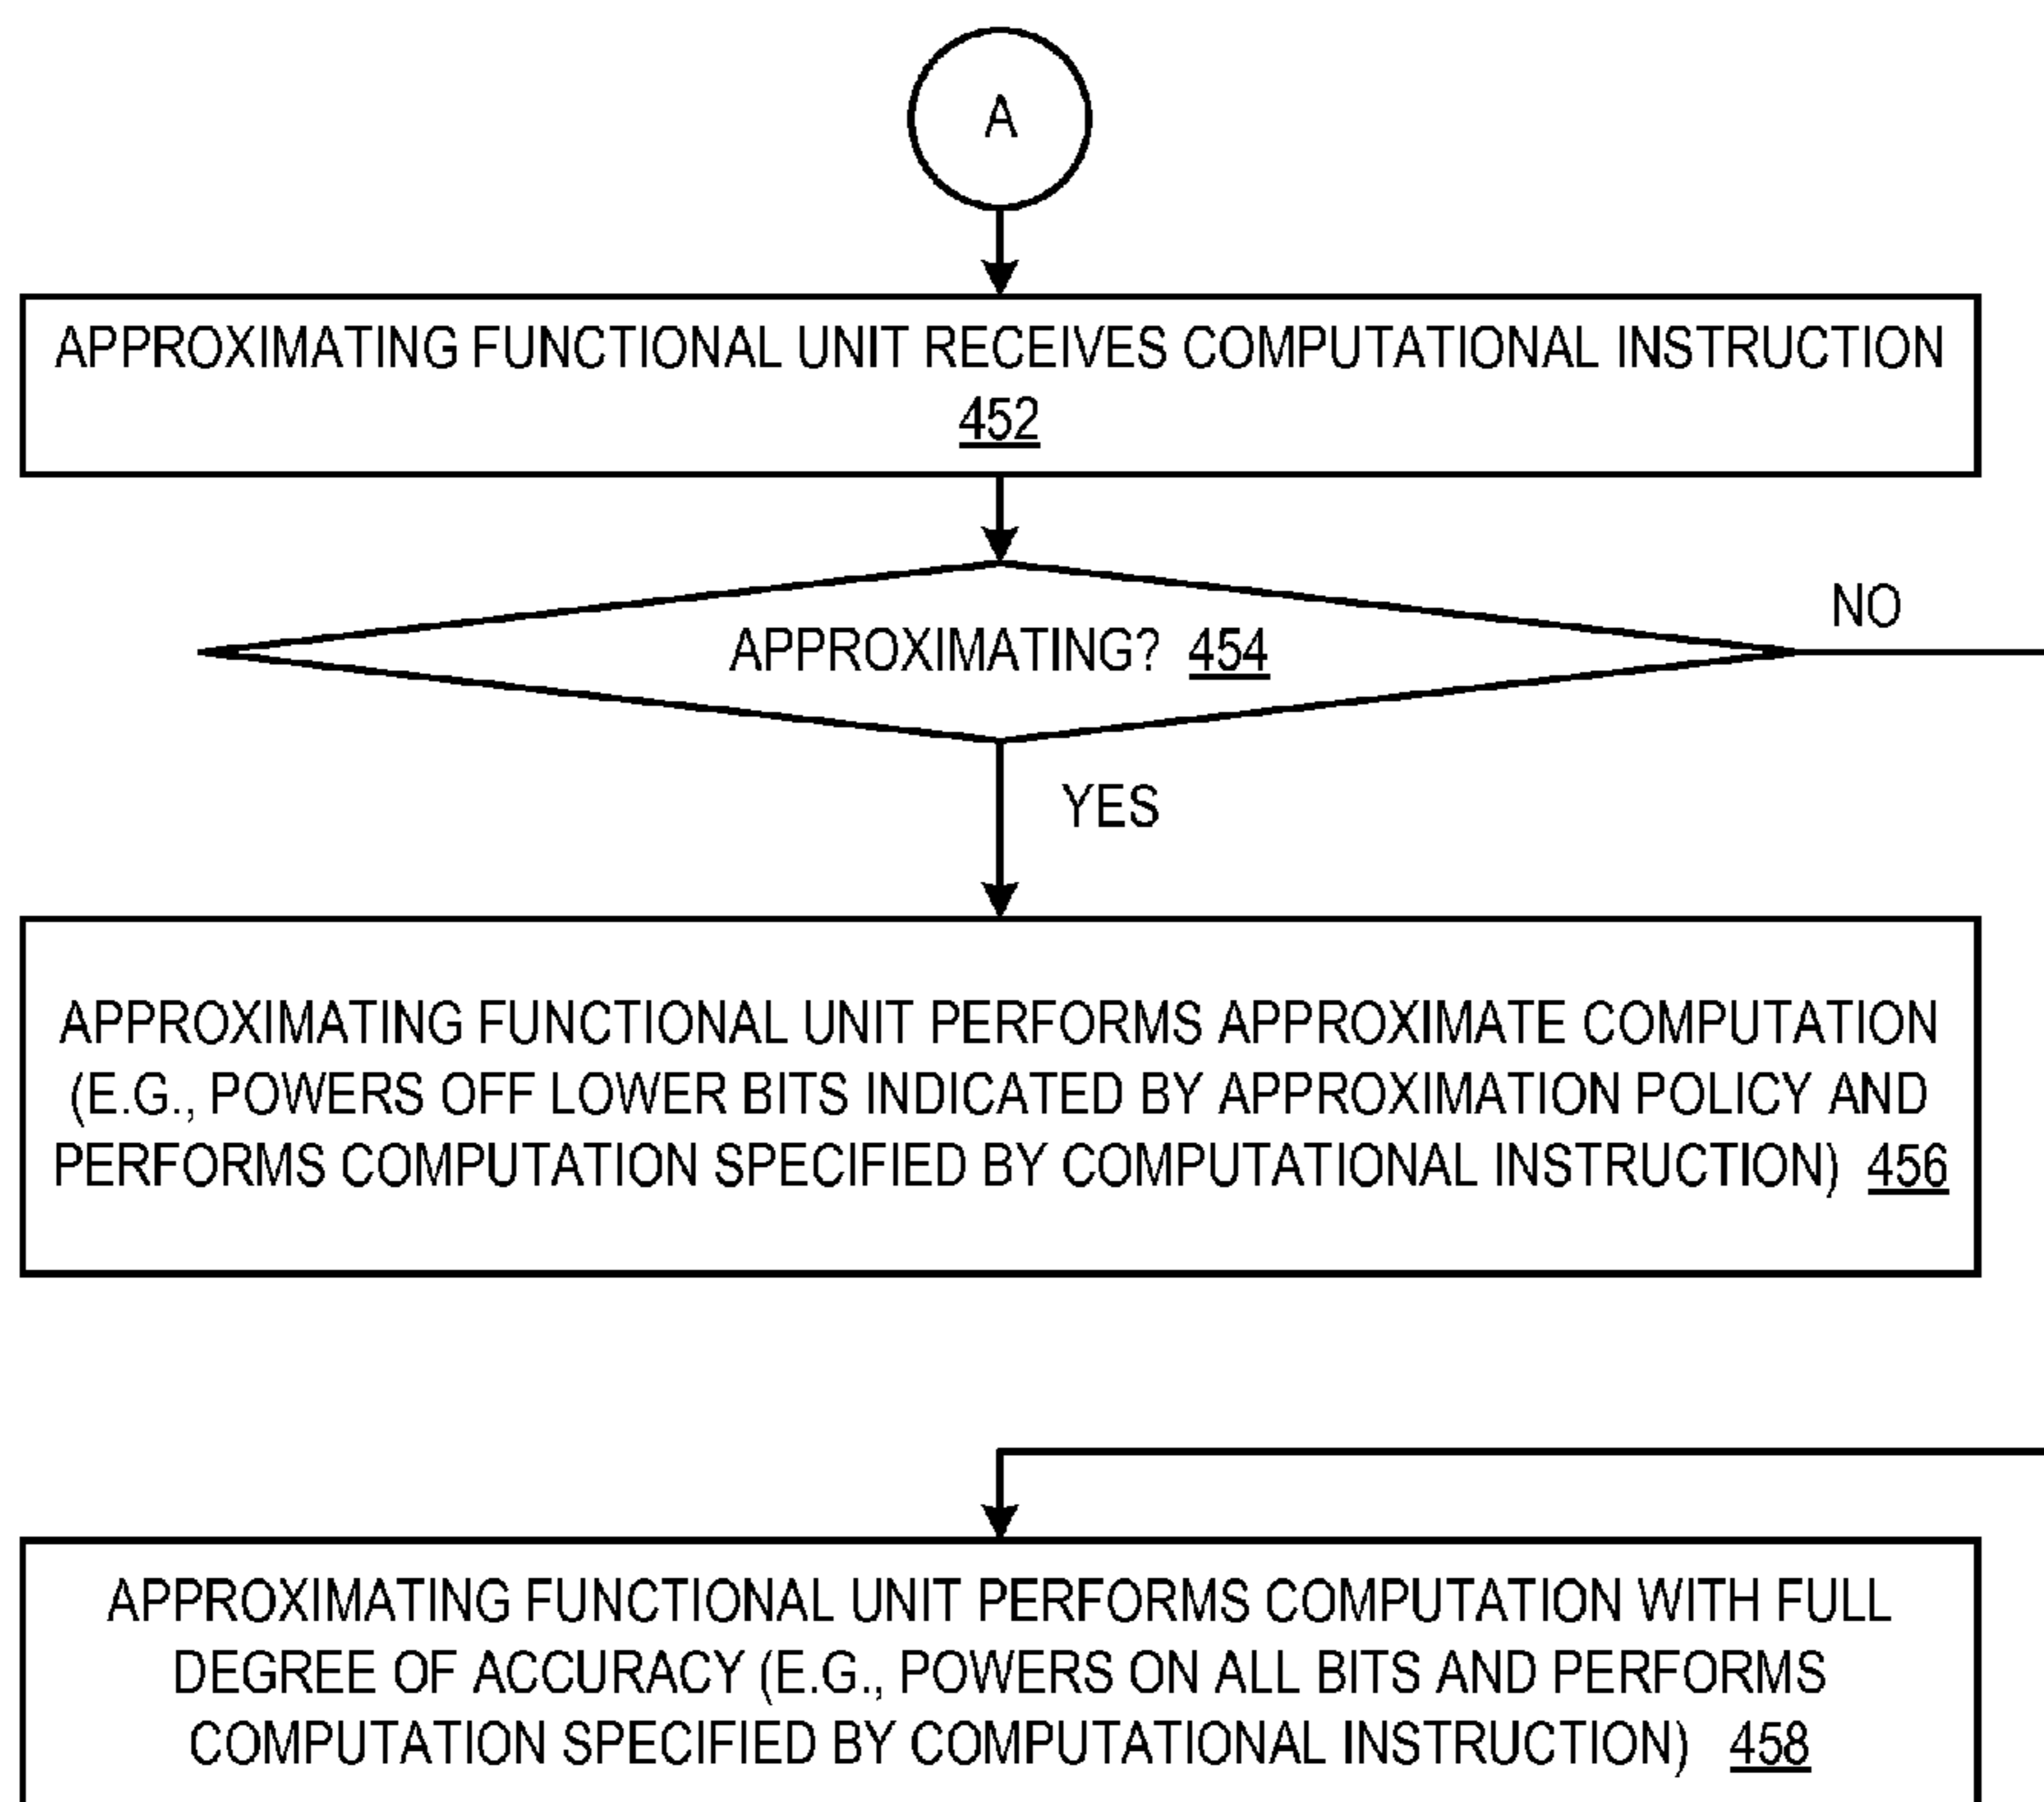 A
APPROXIMATING FUNCTIONAL UNIT RECEIVES COMPUTATIONAL INSTRUCTION
452
APPROXIMATING? 454
NO
YES
APPROXIMATING FUNCTIONAL UNIT PERFORMS APPROXIMATE COMPUTATION
(E.G., POWERS OFF LOWER BITS INDICATED BY APPROXIMATION POLICY AND
PERFORMS COMPUTATION SPECIFIED BY COMPUTATIONAL INSTRUCTION) 456
APPROXIMATING FUNCTIONAL UNIT PERFORMS COMPUTATION WITH FULL
DEGREE OF ACCURACY (E.G., POWERS ON ALL BITS AND PERFORMS
COMPUTATION SPECIFIED BY COMPUTATIONAL INSTRUCTION) 458